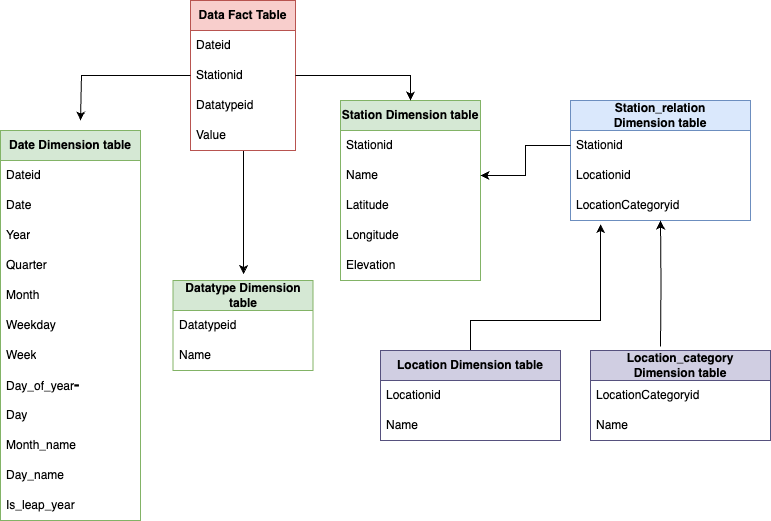 Data Fact Table
Dateid
Stationid
Datatypeid
Value
Date Dimension table
Dateid
Date
Year
Quarter
Month
Weekday
Week
Day_of_year-
Day
Month_name
Day_name
Is_leap_year
Datatype Dimension
table
Datatypeid
Name
Station Dimension table
Stationid
Name
Latitude
Longitude
Elevation
Station_relation
Dimension table
Stationid
Locationid
LocationCategoryid
Location Dimension table
Locationid
Name
Location_category
Dimension table
LocationCategoryid
Name